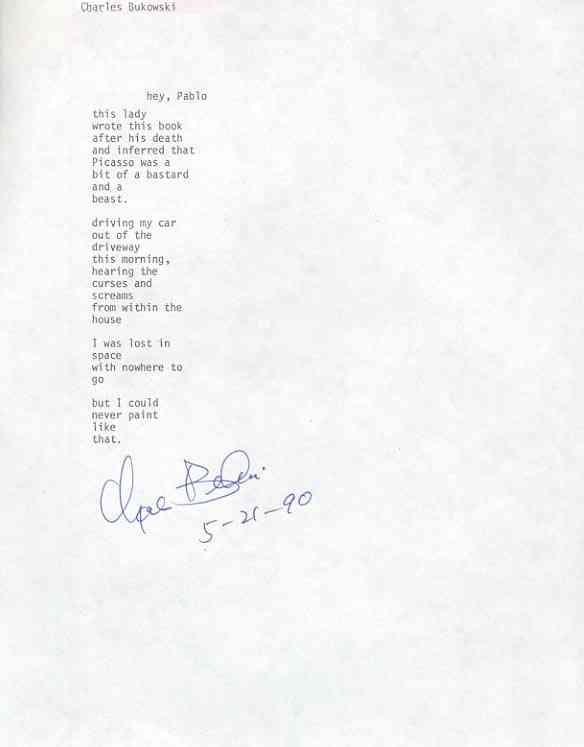 Charles Bukowski
hey, Pablo
this lady
wrote this book
after his death
and inferred that
Picasso was a
bit of a bastard
and a
beast.
driving my car
out of the
driveway
this morning,
hearing the
curses and
screams
from within the
house
I was lost in
space
with nowhere to
go
but I could
never paint
like
that.
5-21-90